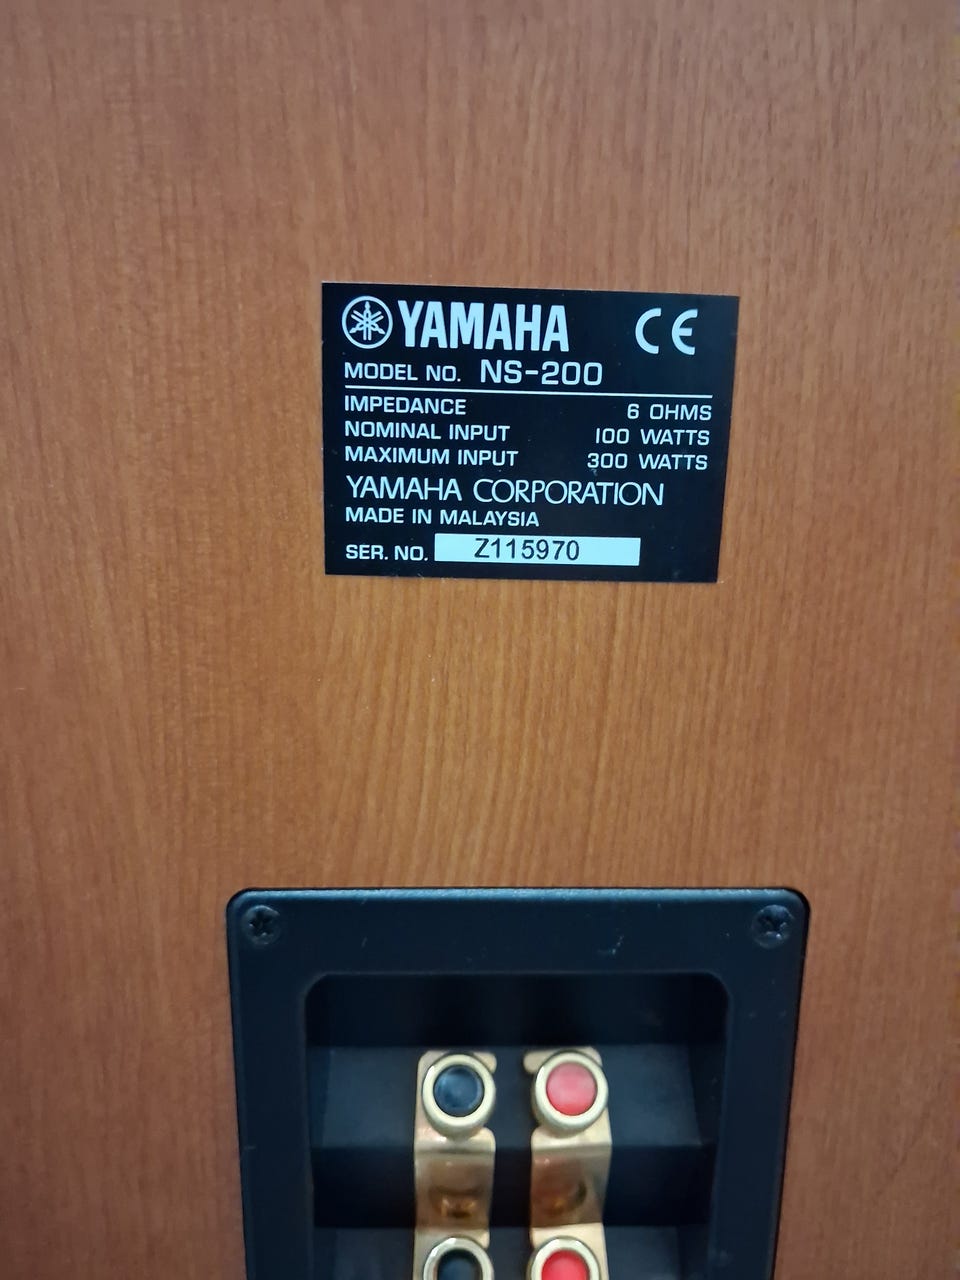 YAMAHA CE
MODEL NO. NS-200
IMPEDANCE 6 OHMS
NOMINAL INPUT 100 WATTS
MAXIMUM INPUT 300 WATTS
YAMAHA CORPORATION
MADE IN MALAYSIA
SER. NO. Z115970